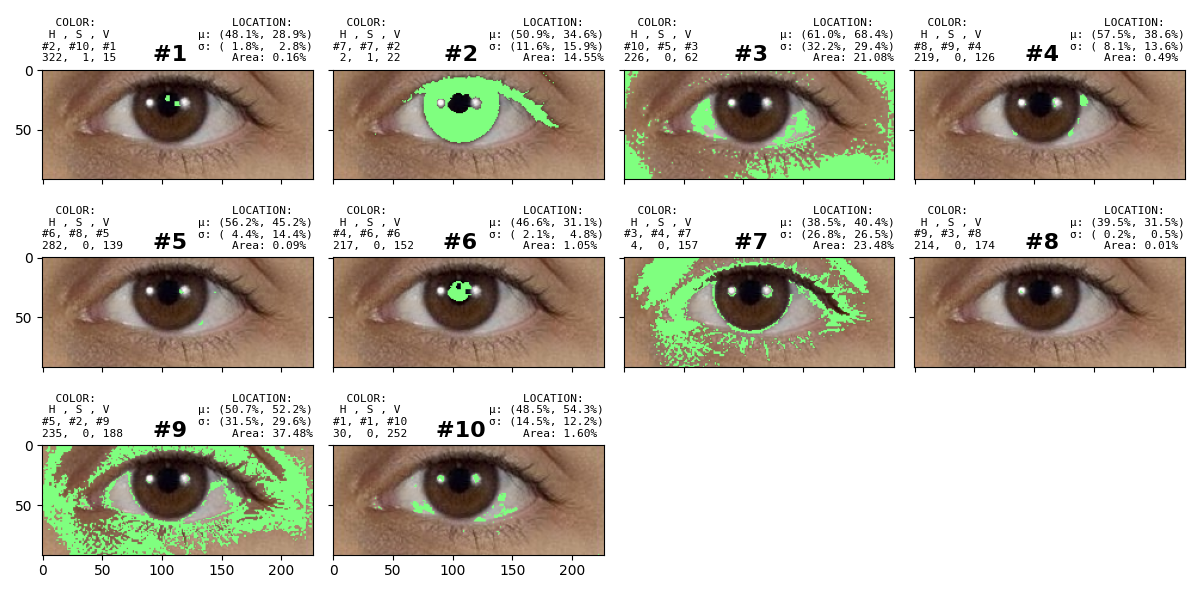 COLOR: LOCATION:
H , S , V μ: (48.1%, 28.9%)
#2, #10, #1 σ: ( 1.8%,  2.8%)
322,  1, 15 #1 Area: 0.16%
COLOR: LOCATION:
H , S , V μ: (50.9%, 34.6%)
#7, #7, #2 σ: (11.6%, 15.9%)
2,  1, 22 #2 Area: 14.55%
COLOR: LOCATION:
H , S , V μ: (61.0%, 68.4%)
#10, #5, #3 σ: (32.2%, 29.4%)
226,  0, 62 #3 Area: 21.08%
COLOR: LOCATION:
H , S , V μ: (57.5%, 38.6%)
#8, #9, #4 σ: ( 8.1%, 13.6%)
219,  0, 126 #4 Area: 0.49%
0
50
COLOR: LOCATION:
H , S , V μ: (56.2%, 45.2%)
#6, #8, #5 σ: ( 4.4%, 14.4%)
282,  0, 139 #5 Area: 0.09%
COLOR: LOCATION:
H , S , V μ: (46.6%, 31.1%)
#4, #6, #6 σ: ( 2.1%,  4.8%)
217,  0, 152 #6 Area: 1.05%
COLOR: LOCATION:
H , S , V μ: (38.5%, 40.4%)
#3, #4, #7 σ: (26.8%, 26.5%)
4,  0, 157 #7 Area: 23.48%
COLOR: LOCATION:
H , S , V μ: (39.5%, 31.5%)
#9, #3, #8 σ: ( 0.2%,  0.5%)
214,  0, 174 #8 Area: 0.01%
0
50
COLOR: LOCATION:
H , S , V μ: (50.7%, 52.2%)
#5, #2, #9 σ: (31.5%, 29.6%)
235,  0, 188 #9 Area: 37.48%
COLOR: LOCATION:
H , S , V μ: (48.5%, 54.3%)
#1, #1, #10 σ: (14.5%, 12.2%)
30,  0, 252 #10 Area: 1.60%
0
50
0 50 100 150 200
0 50 100 150 200